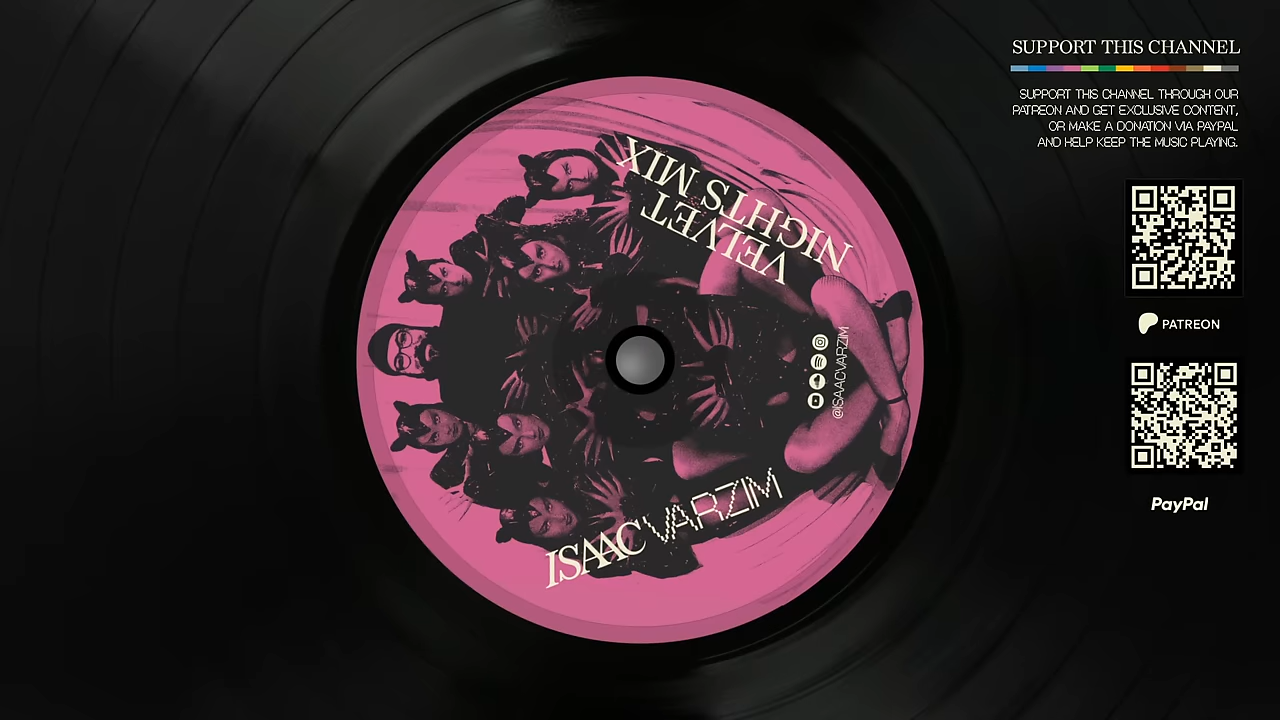 SUPPORT THIS CHANNEL
SUPPORT THIS CHANNEL THROUGH OUR
PATREON AND GET EXCLUSIVE CONTENT,
OR MAKE A DONATION VIA PAYPAL
AND HELP KEEP THE MUSIC PLAYING.
PATREON
PayPal
VELVET
NIGHTS MIX
@ISAACVARZIM
ISAAC VARZIM